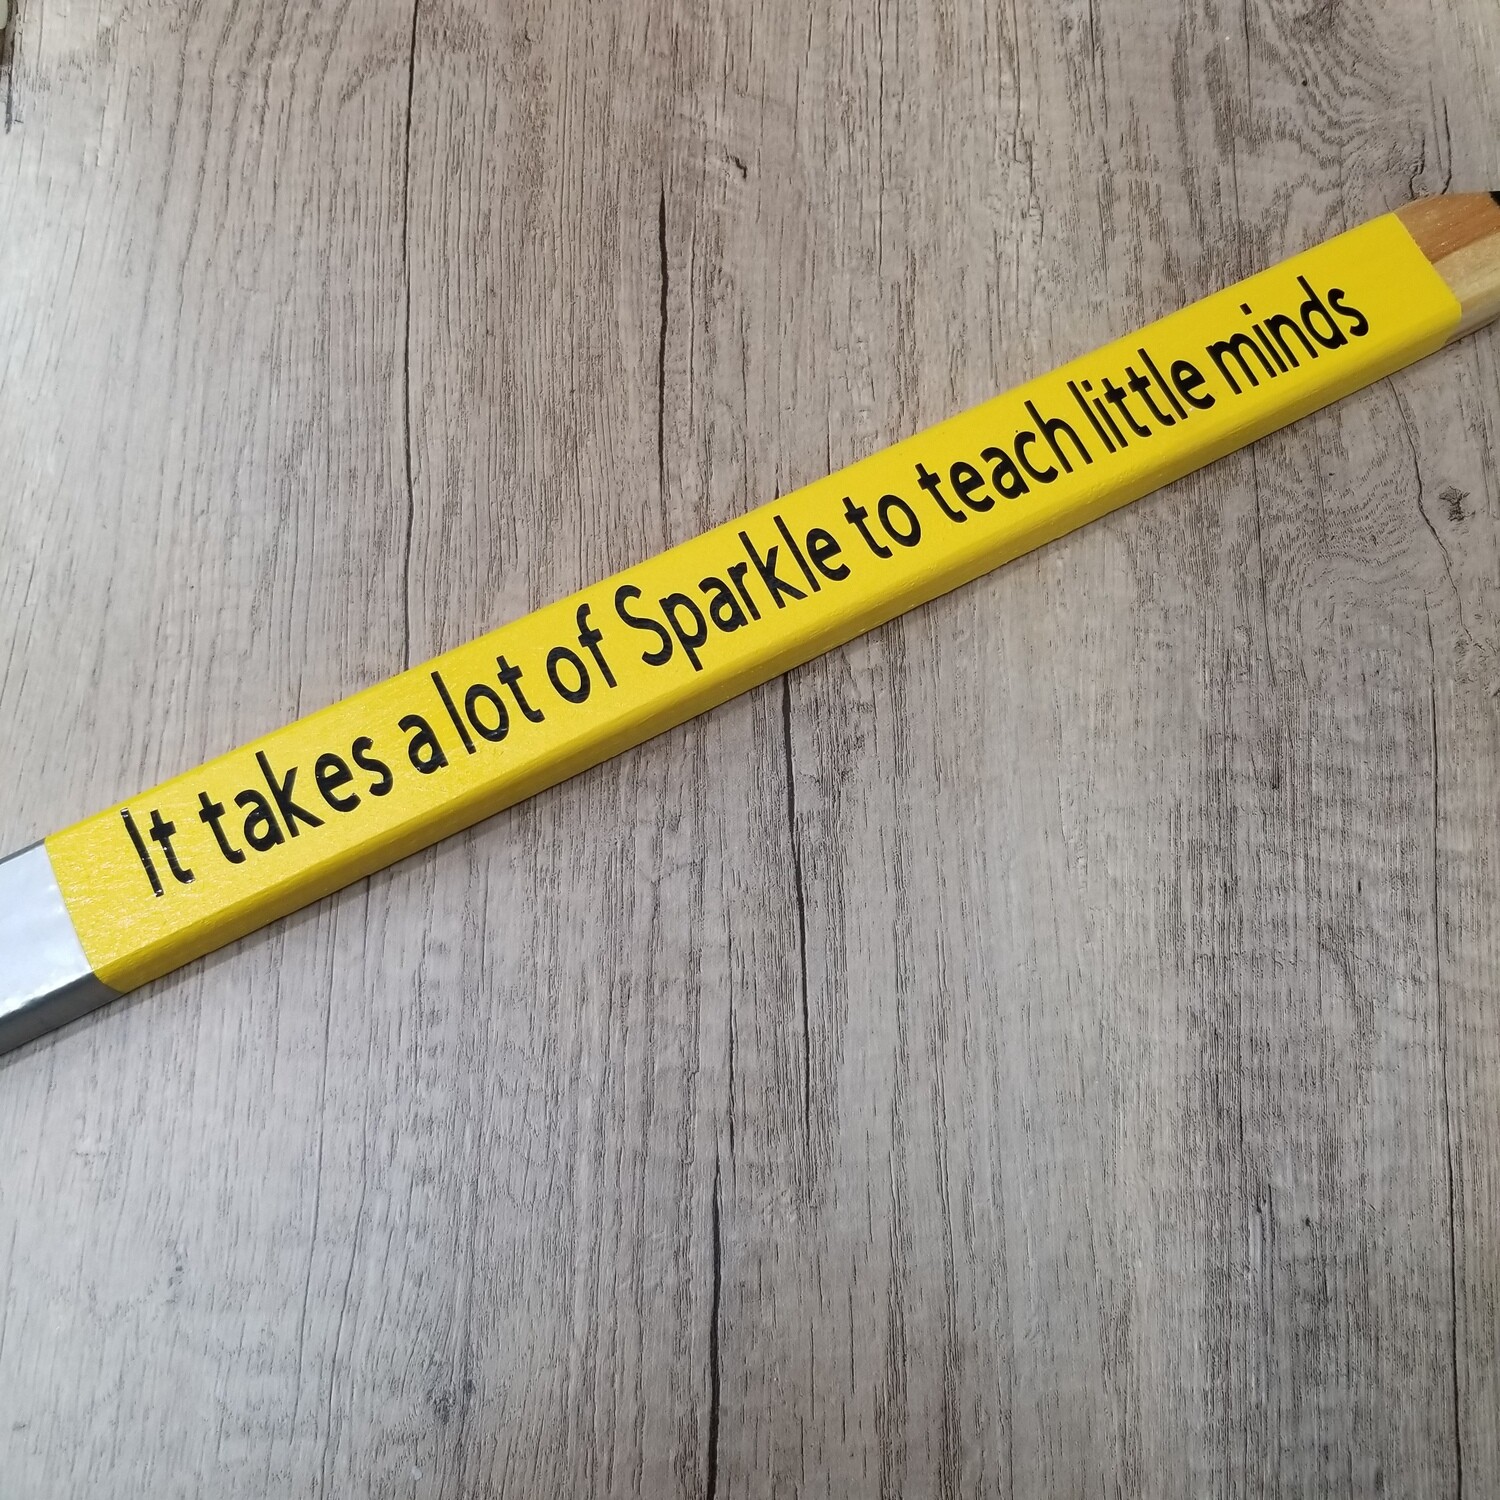 It takes a lot of Sparkle to teach little minds